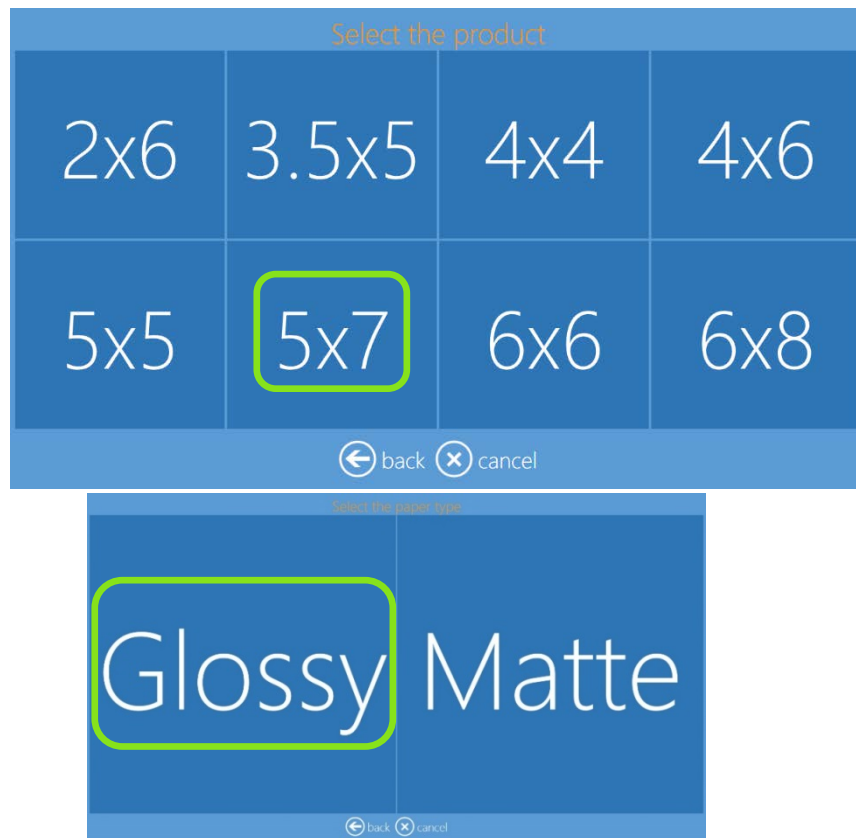 Select the product
2x6 3.5x5 4x4 4x6
5x5 5x7 6x6 6x8
back cancel
Select the paper type
Glossy Matte
back cancel